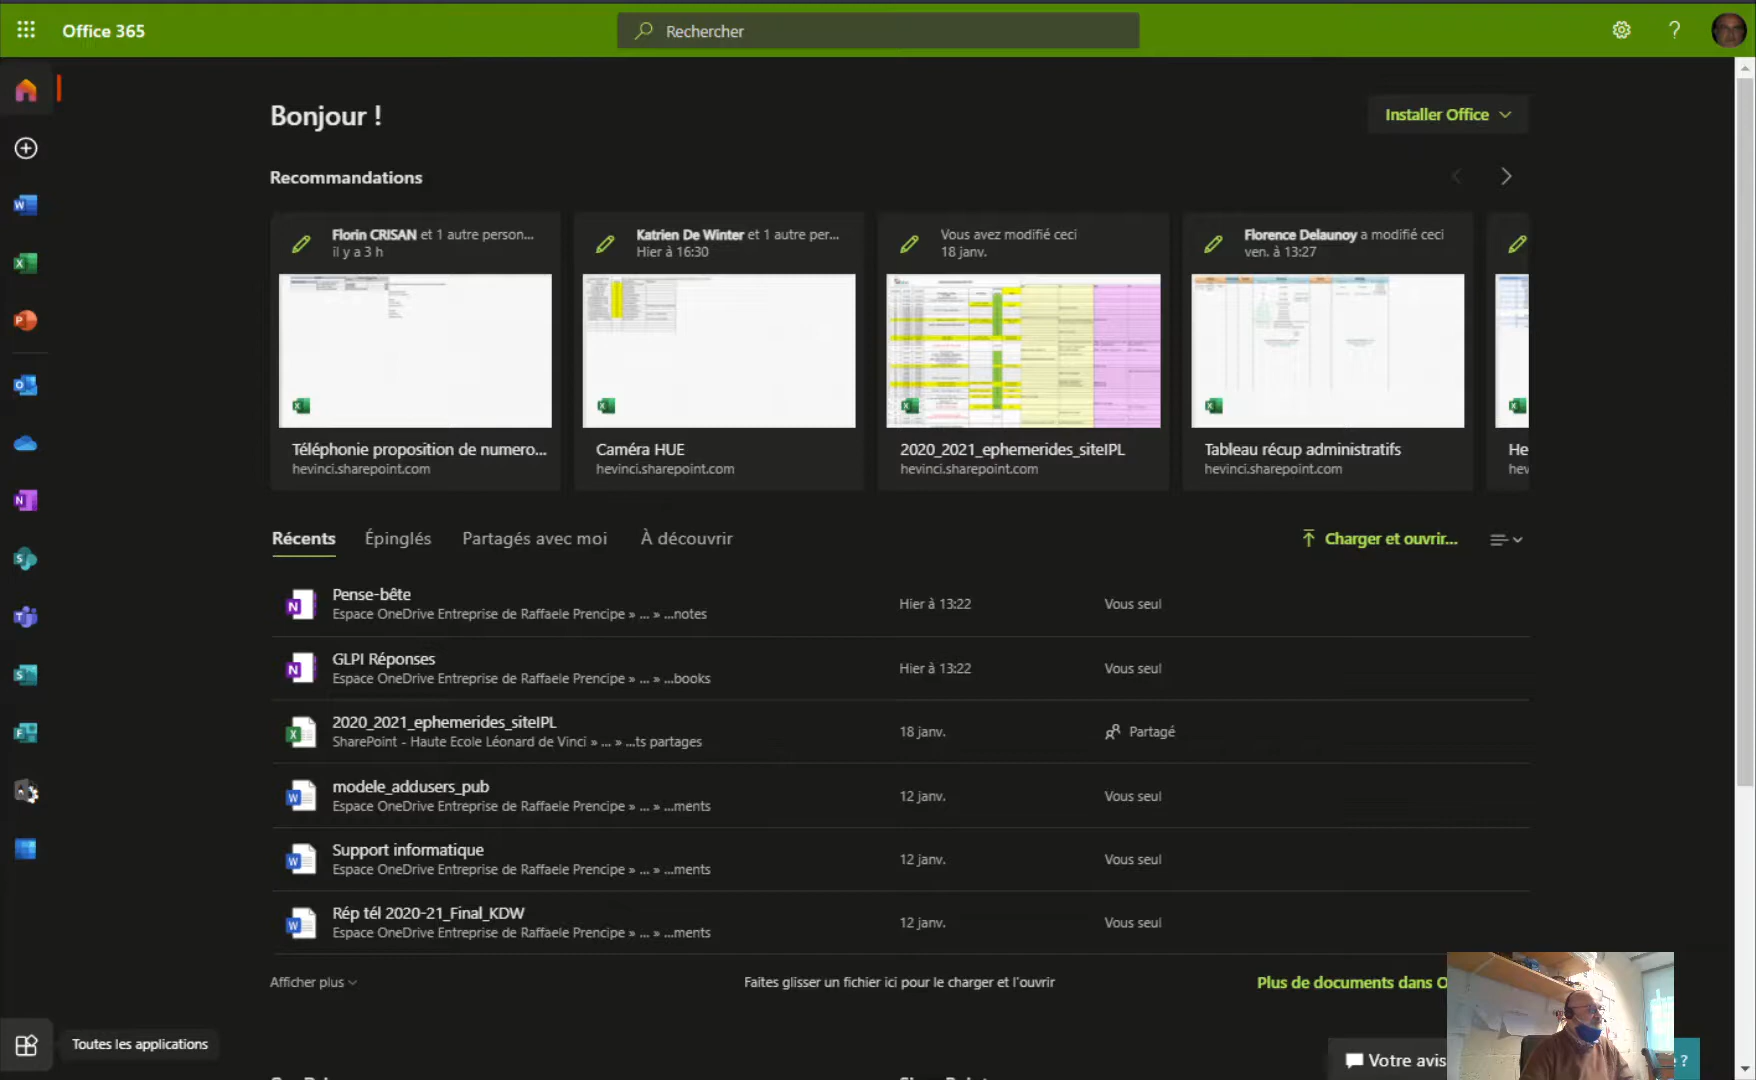 Office 365
Rechercher
?
Bonjour !
Installer Office
Recommandations
Florin CRISAN et 1 autre person...
il y a 3 h
Téléphonie proposition de numero...
hevinci.sharepoint.com
Katrien De Winter et 1 autre per...
Hier à 16:30
Caméra HUE
hevinci.sharepoint.com
Vous avez modifié ceci
18 janv.
2020_2021_ephemerides_siteIPL
hevinci.sharepoint.com
Florence Delaunoy a modifié ceci
ven. à 13:27
Tableau récup administratifs
hevinci.sharepoint.com
He
hev
Récents Épinglés Partagés avec moi À découvrir
Charger et ouvrir...
Pense-bête
Espace OneDrive Entreprise de Raffaele Prencipe » ... » ...notes
Hier à 13:22
Vous seul
GLPI Réponses
Espace OneDrive Entreprise de Raffaele Prencipe » ... » ...books
Hier à 13:22
Vous seul
2020_2021_ephemerides_siteIPL
SharePoint - Haute Ecole Léonard de Vinci » ... » ...ts partages
18 janv.
Partagé
modele_addusers_pub
Espace OneDrive Entreprise de Raffaele Prencipe » ... » ...ments
12 janv.
Vous seul
Support informatique
Espace OneDrive Entreprise de Raffaele Prencipe » ... » ...ments
12 janv.
Vous seul
Rép tél 2020-21_Final_KDW
Espace OneDrive Entreprise de Raffaele Prencipe » ... » ...ments
12 janv.
Vous seul
Afficher plus
Faites glisser un fichier ici pour le charger et l'ouvrir
Plus de documents dans O
Toutes les applications
Votre avis
?